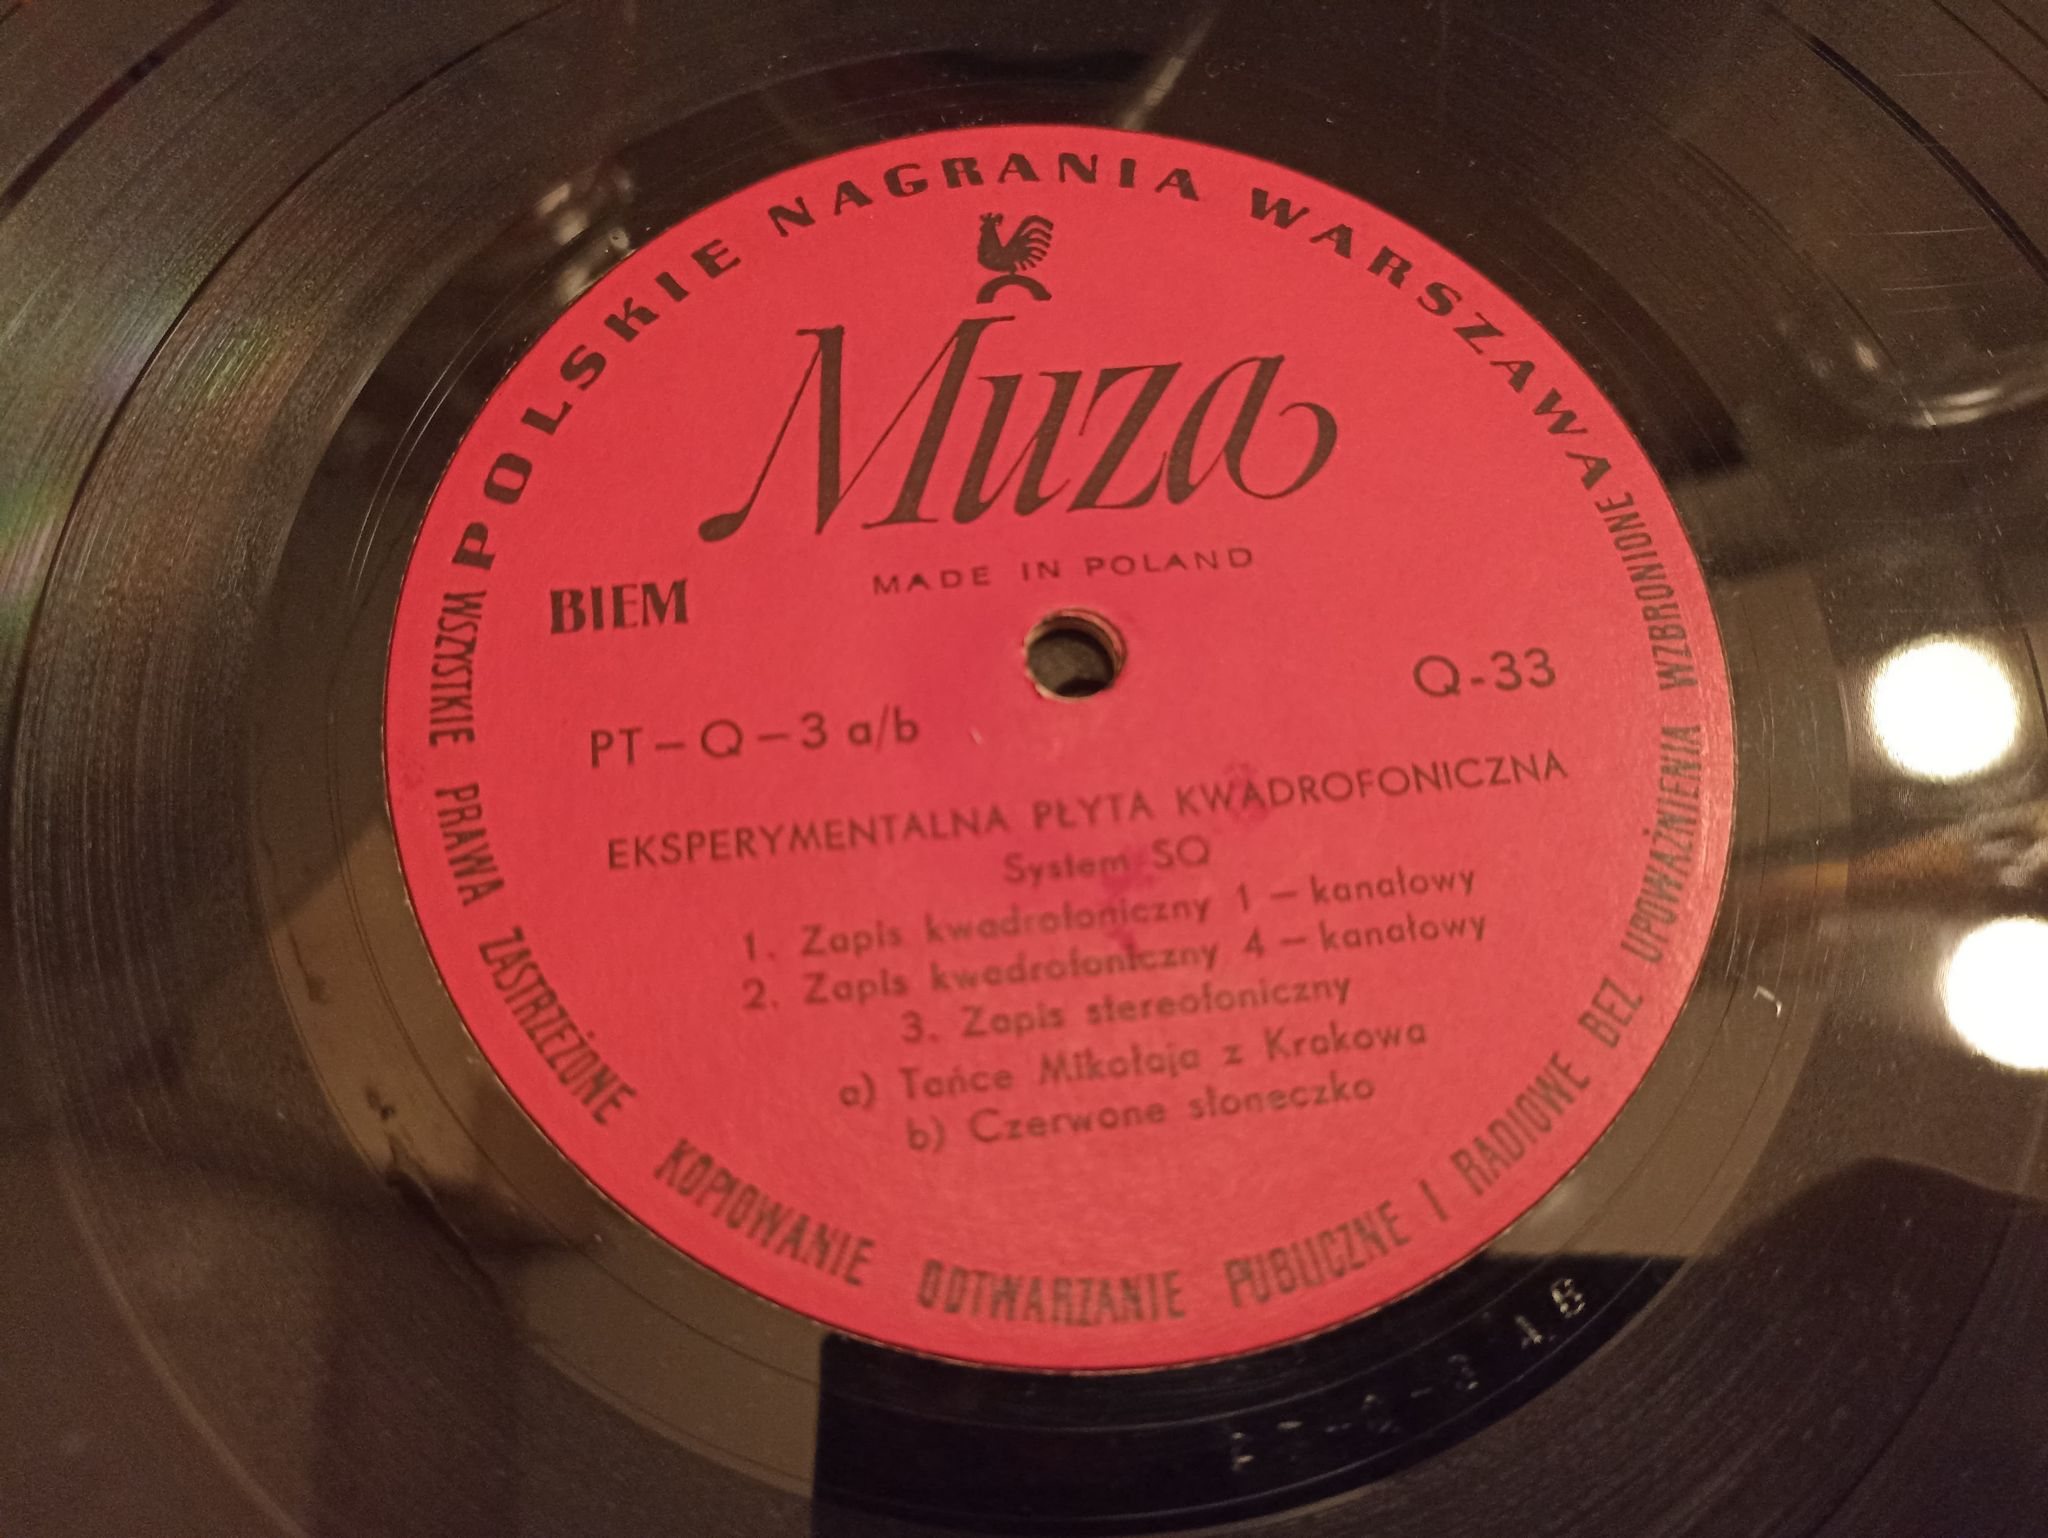 POLSKIE NAGRANIA WARSZAWA
Muza
MADE IN POLAND
BIEM
Q-33
PT-Q-3 a/b
EKSPERYMENTALNA PŁYTA KWADROFONICZNA
System SQ
1. Zapis kwadrofoniczny 1-kanałowy
2. Zapis kwadrofoniczny 4-kanałowy
3. Zapis stereofoniczny
a) Tańce Mikołaja z Krakowa
b) Czerwone słoneczko
WSZYSTKIE PRAWA ZASTRZEŻONE KOPIOWANIE ODTWARZANIE PUBLICZNE I RADIOWE BEZ UPOWAŻNIENIA WZBRONIONE
PT-Q-3